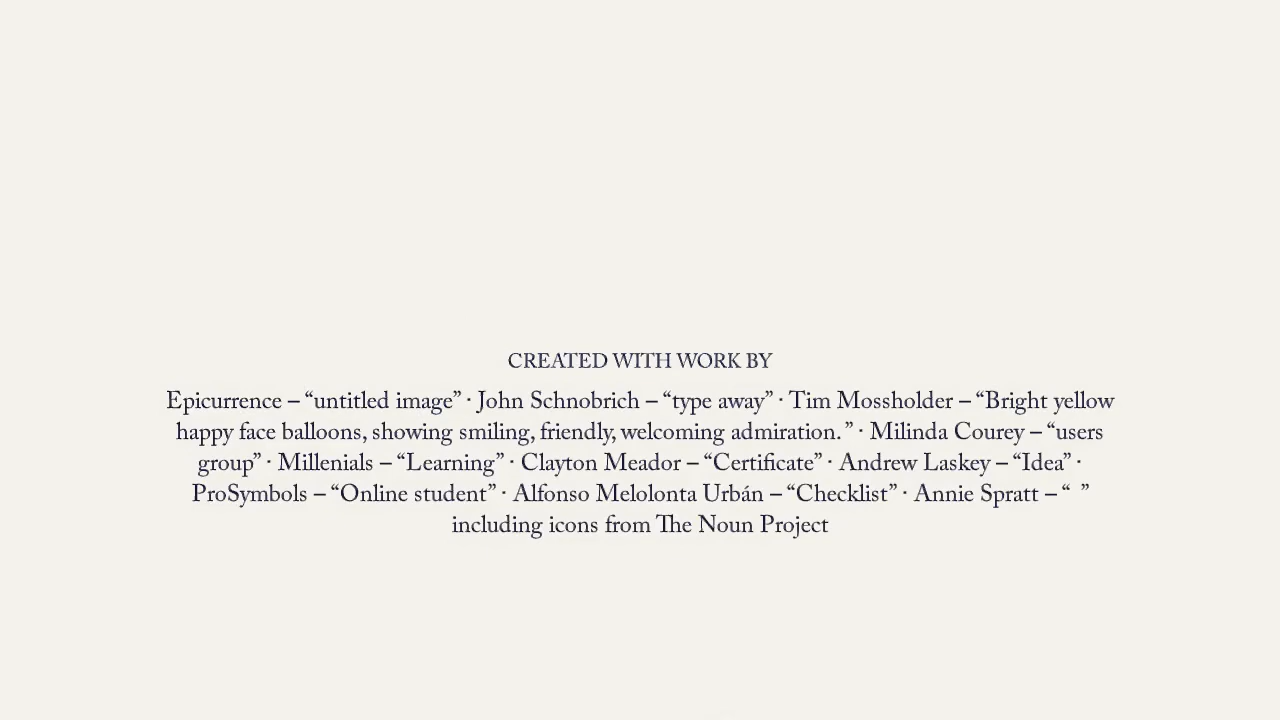 CREATED WITH WORK BY
Epicurrence – “untitled image” · John Schnobrich – “type away” · Tim Mossholder – “Bright yellow
happy face balloons, showing smiling, friendly, welcoming admiration.” · Milinda Courey – “users
group” · Millenials – “Learning” · Clayton Meador – “Certificate” · Andrew Laskey – “Idea” ·
ProSymbols – “Online student” · Alfonso Melolonta Urbán – “Checklist” · Annie Spratt – “ ”
including icons from The Noun Project